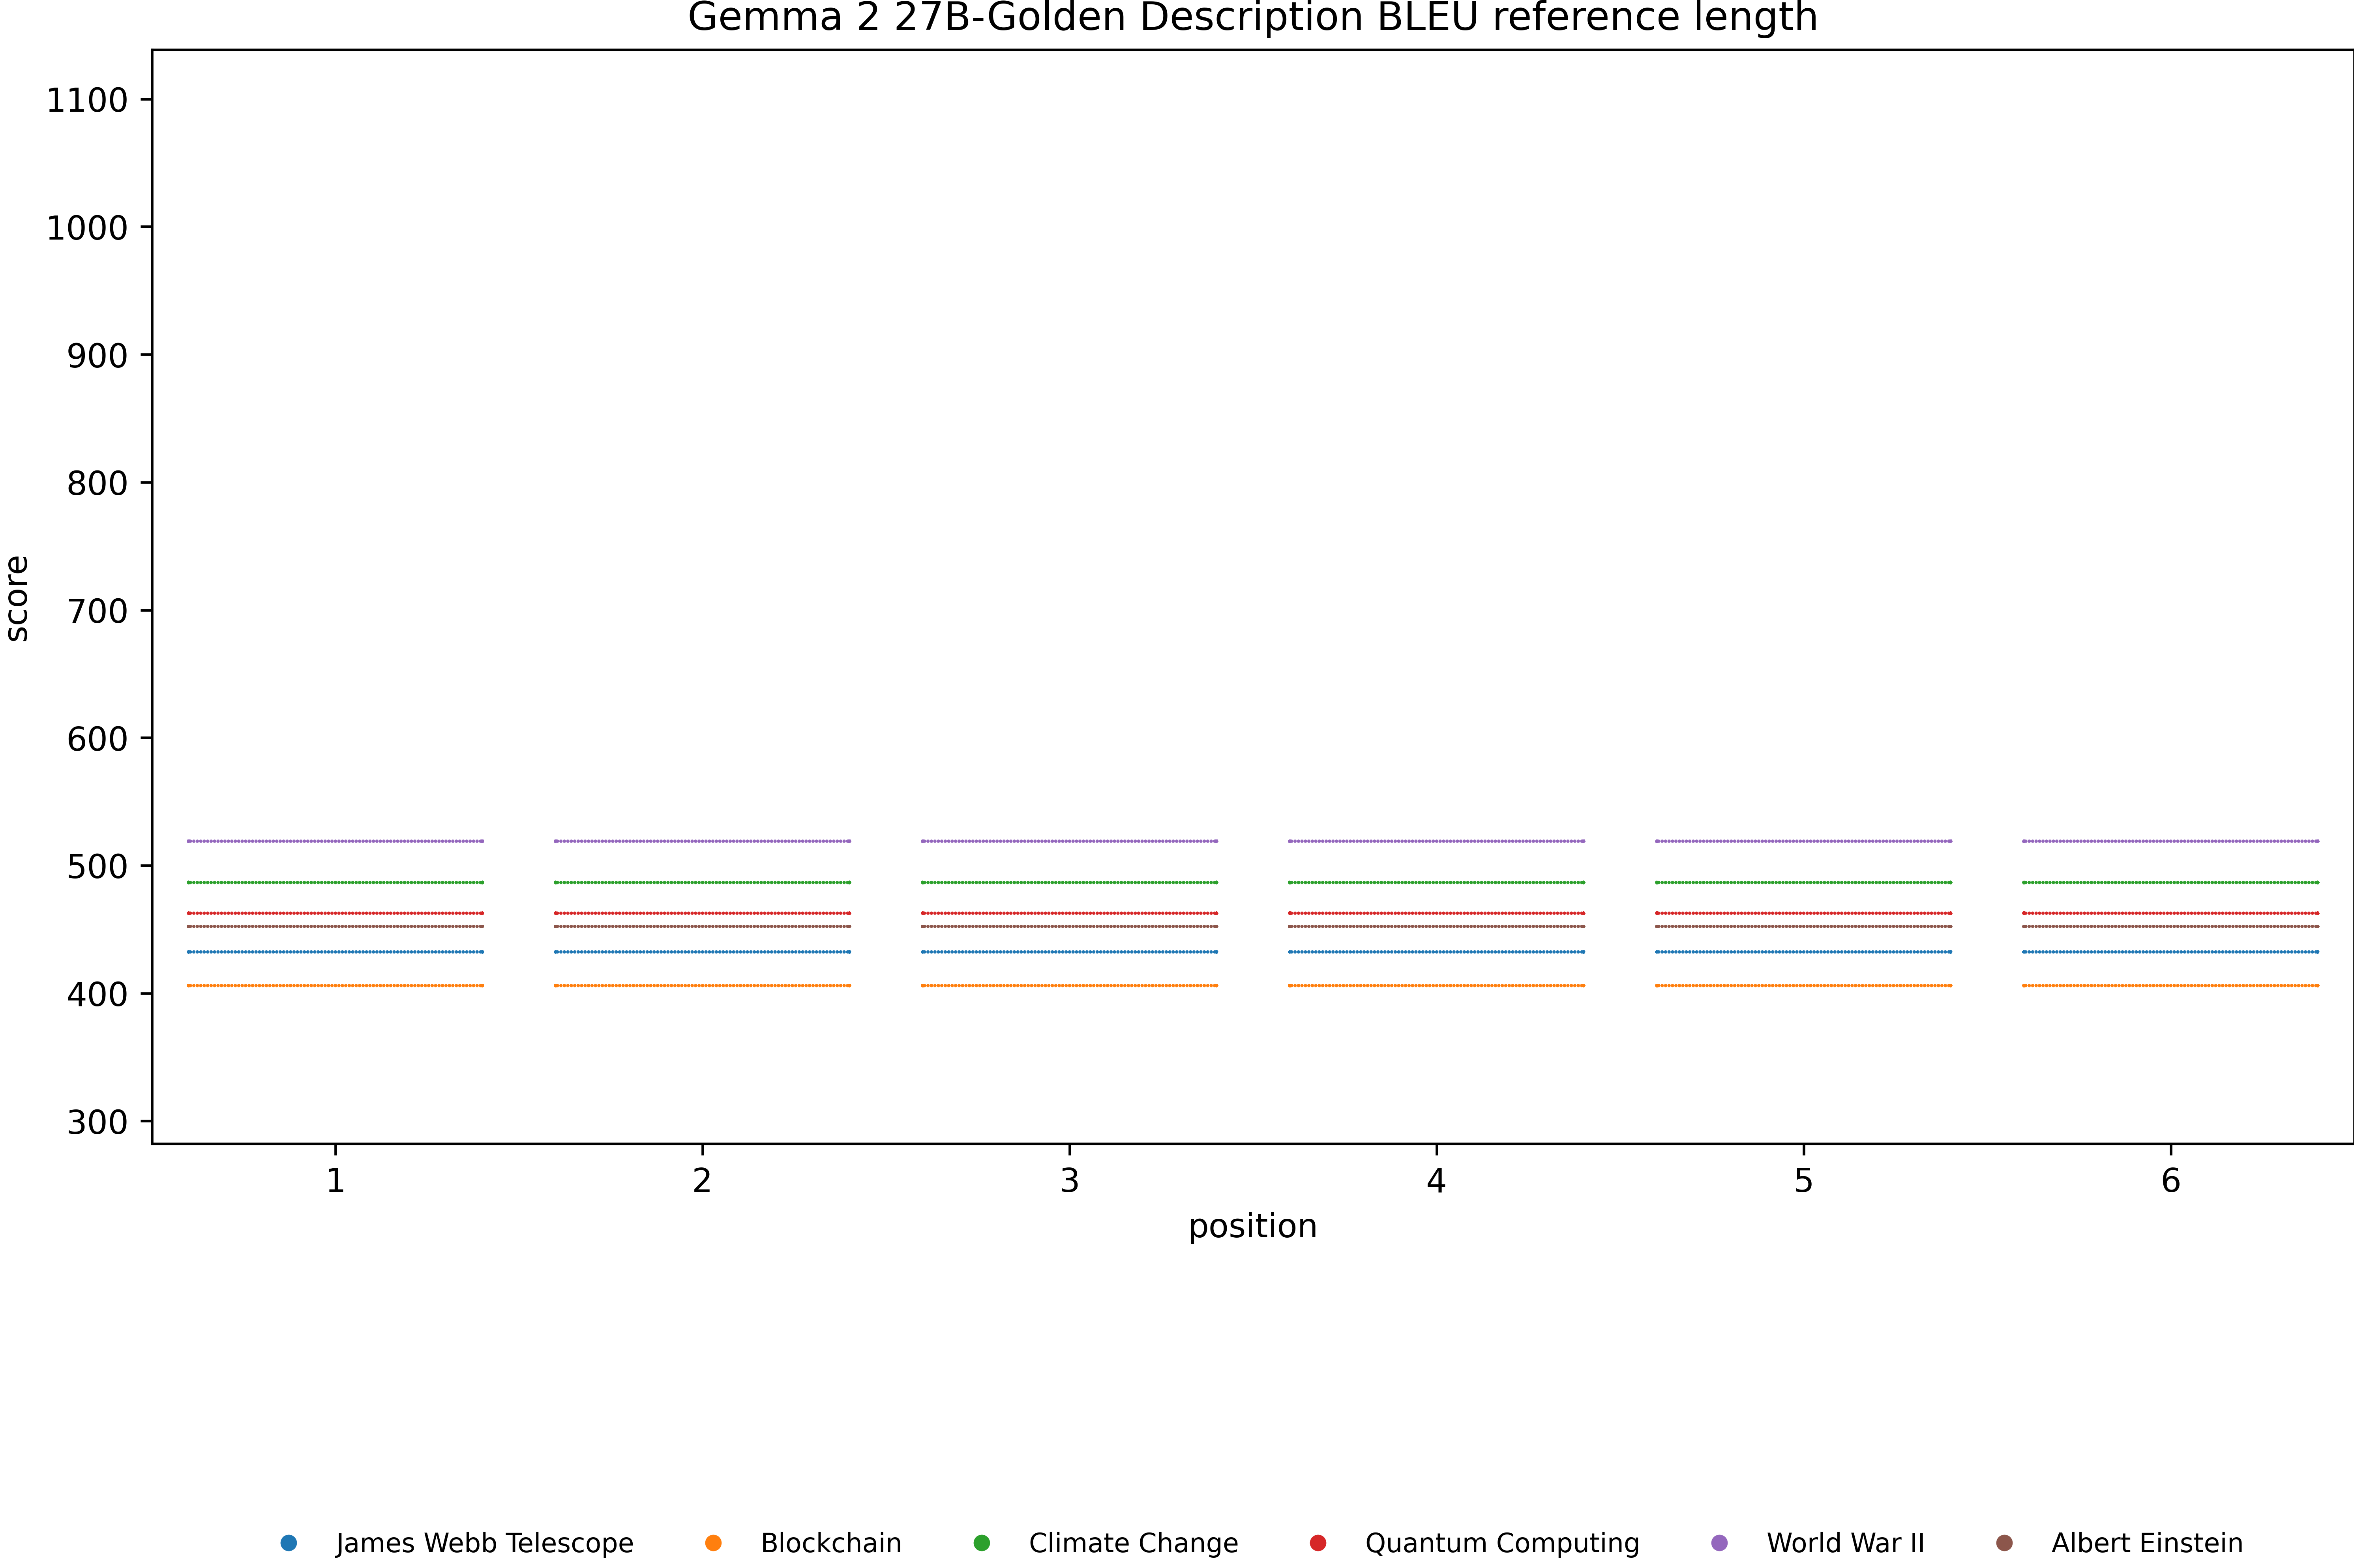 Gemma 2 27B-Golden Description BLEU reference length
1100
1000
900
800
700
600
500
400
300
score
1 2 3 4 5 6
position
James Webb Telescope Blockchain Climate Change Quantum Computing World War II Albert Einstein